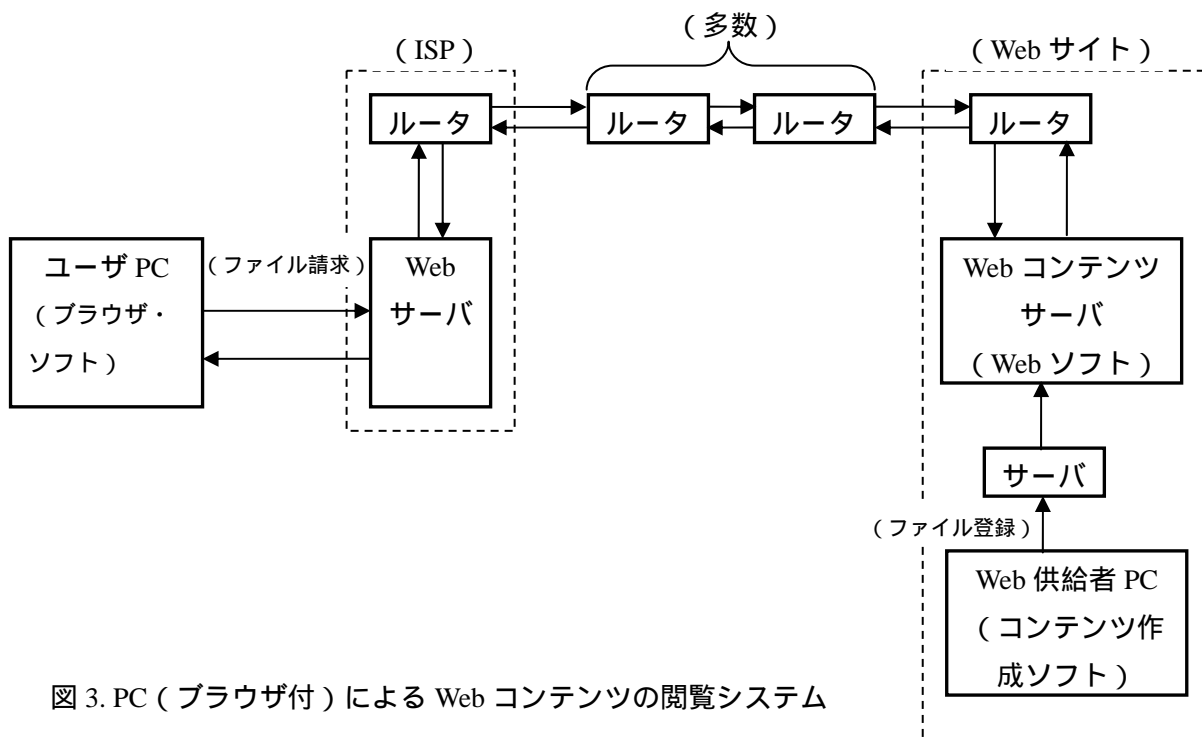 （多数）
（ISP）
（Web サイト）
ルータ
ルータ
ルータ
ルータ
ユーザ PC
（ブラウザ・
ソフト）
（ファイル請求）
Web
サーバ
Web コンテンツ
サーバ
（Web ソフト）
サーバ
（ファイル登録）
Web 供給者 PC
（コンテンツ作
成ソフト）
図 3. PC（ブラウザ付）による Web コンテンツの閲覧システム